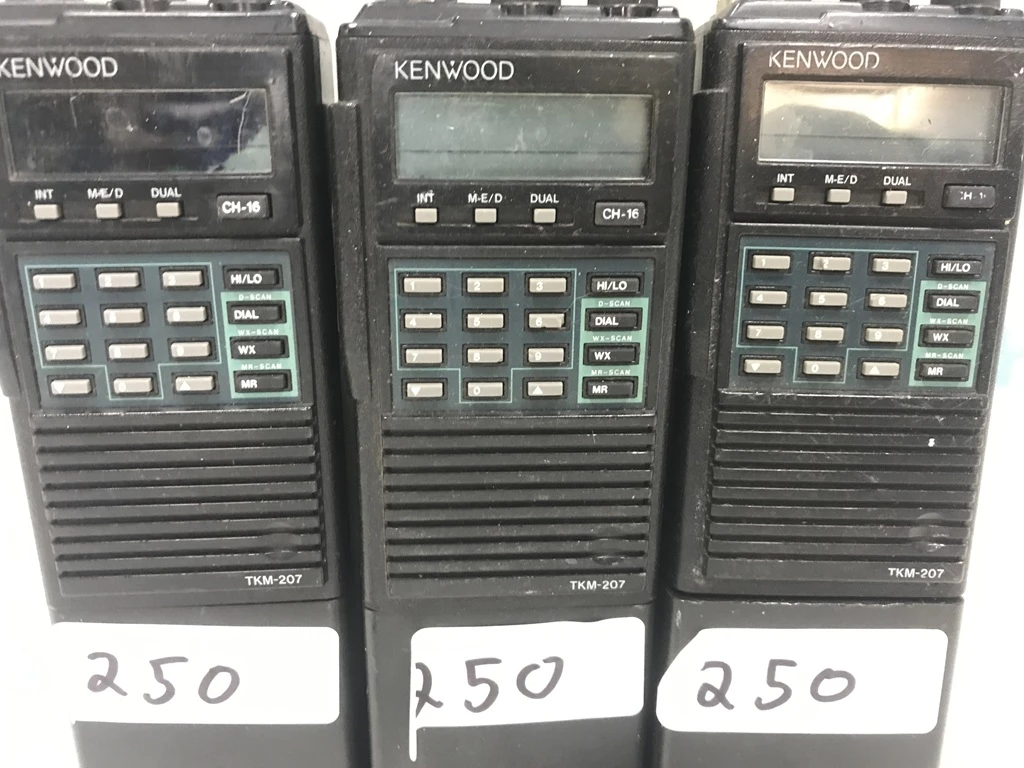 KENWOOD
INT M-E/D DUAL CH-16
HI/LO
D-SCAN
DIAL
WX-SCAN
WX
MR-SCAN
MR
TKM-207
250
KENWOOD
INT M-E/D DUAL CH-16
1 2 3 HI/LO
D-SCAN
4 5 6 DIAL
WX-SCAN
7 8 9 WX
MR-SCAN
▼ 0 ▲ MR
TKM-207
250
KENWOOD
INT M-E/D DUAL
1 2 3 HI/LO
D-SCAN
4 5 6 DIAL
WX-SCAN
7 8 9 WX
MR-SCAN
▼ 0 ▲ MR
TKM-207
250